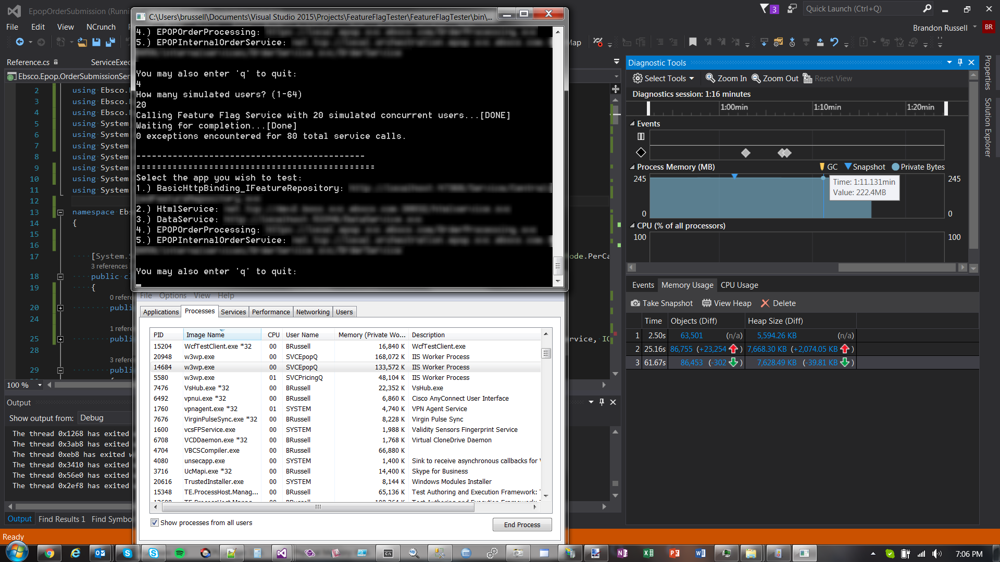 EpopOrderSubmission (Runni
File Edit View NCrunch
Quick Launch (Ctrl+Q)
3
Brandon Russell BR
Map
Reference.cs ServiceExec
Ebsco.Epop.OrderSubmissionSer
2 using Ebsco.
3 using Ebsco.
4 using Ebsco.
5 using System
6 using System
7 using System
8 using System
9 using System
10 using System
11 using System
12
13 namespace Ebs
14 {
15
16
17 [System.S
ode.PerCa
3 references
18 public c
19 {
0 refere
20 publi
24
1 refere
25 publi
rvice, IO
28
3 refere
29 publi
100 %
Output
Show output from: Debug
The thread 0x1268 has exited
The thread 0x3ab8 has exited
The thread 0xeb8 has exited w
The thread 0x3410 has exited
The thread 0x56e0 has exited
The thread 0x2ef8 has exited
Output Find Results 1 Find Symbo
Ready
C:\Users\brussell\Documents\Visual Studio 2015\Projects\FeatureFlagTester\FeatureFlagTester\bin\...
4.) EPOPOrderProcessing:
5.) EPOPInternalOrderService:
You may also enter 'q' to quit:
4
How many simulated users? (1-64)
20
Calling Feature Flag Service with 20 simulated concurrent users...[DONE]
Waiting for completion...[Done]
0 exceptions encountered for 80 total service calls.
--------------------------------------------
==============================================
Select the app you wish to test:
1.) BasicHttpBinding_IFeatureRepository:
2.) HtmlService:
3.) DataService:
4.) EPOPOrderProcessing:
5.) EPOPInternalOrderService:
You may also enter 'q' to quit:
File Options View Help
Applications Processes Services Performance Networking Users
PID Image Name CPU User Name Memory (Private Wo... Description
15204 WcfTestClient.exe *32 00 BRussell 16,840 K WcfTestClient.exe
20948 w3wp.exe 00 SVCEpopQ 168,072 K IIS Worker Process
14684 w3wp.exe 00 SVCEpopQ 133,572 K IIS Worker Process
5580 w3wp.exe 01 SVCPricingQ 48,104 K IIS Worker Process
7476 VsHub.exe *32 00 BRussell 22,352 K VsHub.exe
6492 vpnui.exe *32 00 BRussell 6,860 K Cisco AnyConnect User Interface
1760 vpnagent.exe *32 01 SYSTEM 4,740 K VPN Agent Service
7676 VirginPulseSync.exe *32 00 BRussell 8,228 K Virgin Pulse Sync
1600 vcsFPService.exe 00 SYSTEM 1,988 K Validity Sensors Fingerprint Service
6708 VCDDaemon.exe *32 00 BRussell 1,768 K Virtual CloneDrive Daemon
4704 VBCSCompiler.exe 00 BRussell 66,880 K
4080 unsecapp.exe 00 SYSTEM 1,400 K Sink to receive asynchronous callbacks for
3716 UcMapi.exe *32 00 BRussell 14,400 K Skype for Business
20616 TrustedInstaller.exe 00 SYSTEM 8,144 K Windows Modules Installer
15348 TE.ProcessHost.Manag... 00 BRussell 65,136 K Test Authoring and Execution Framework:
Show processes from all users
End Process
Diagnostic Tools
Select Tools Zoom In Zoom Out Reset View
Diagnostics session: 1:16 minutes
1:00min 1:10min 1:20min
Events
Process Memory (MB) GC Snapshot Private Bytes
245 245
Time: 1:11.131min
Value: 222.4MB
0 0
CPU (% of all processors)
100 100
Events Memory Usage CPU Usage
Take Snapshot View Heap Delete
Time Objects (Diff) Heap Size (Diff)
1 2.50s 63,501 (n/a) 5,594.26 KB (n/a)
2 25.16s 86,755 (+23,254 ) 7,668.30 KB (+2,074.05 KB )
3 61.67s 86,453 (-302 ) 7,628.49 KB (-39.81 KB )
Properties
Solution Explorer
7:06 PM